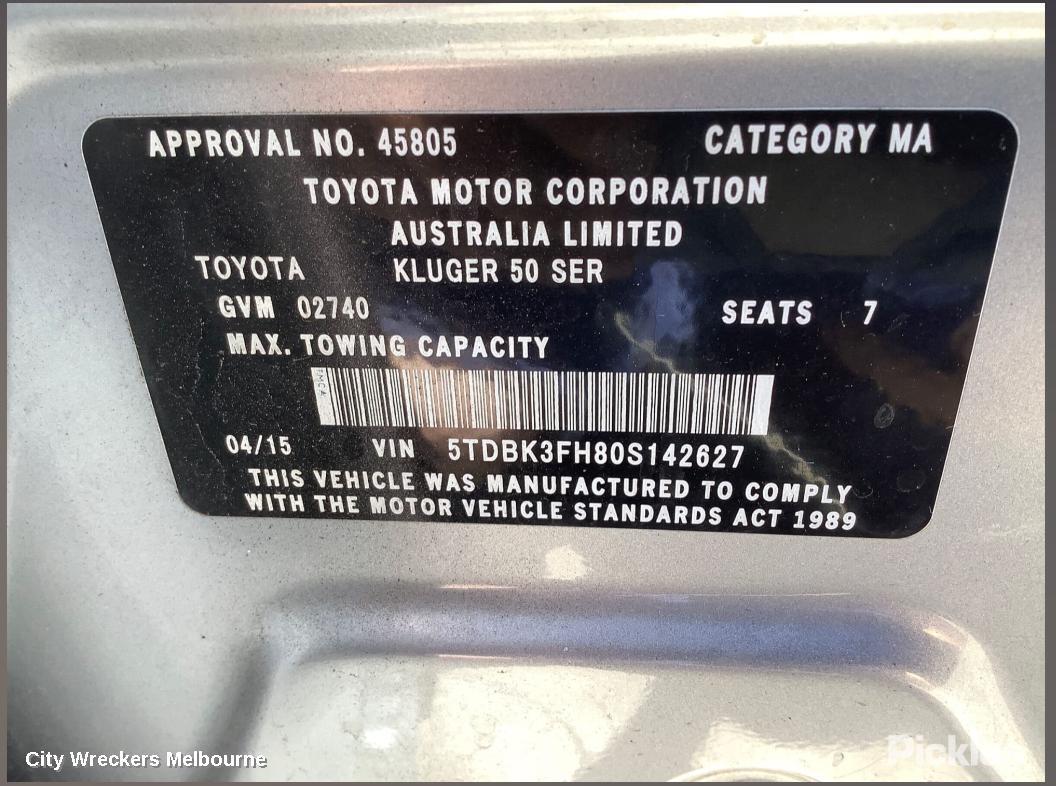 APPROVAL NO. 45805 CATEGORY MA
TOYOTA MOTOR CORPORATION
AUSTRALIA LIMITED
TOYOTA KLUGER 50 SER
GVM 02740 SEATS 7
MAX. TOWING CAPACITY
04/15 VIN 5TDBK3FH80S142627
THIS VEHICLE WAS MANUFACTURED TO COMPLY
WITH THE MOTOR VEHICLE STANDARDS ACT 1989
City Wreckers Melbourne
Pickles